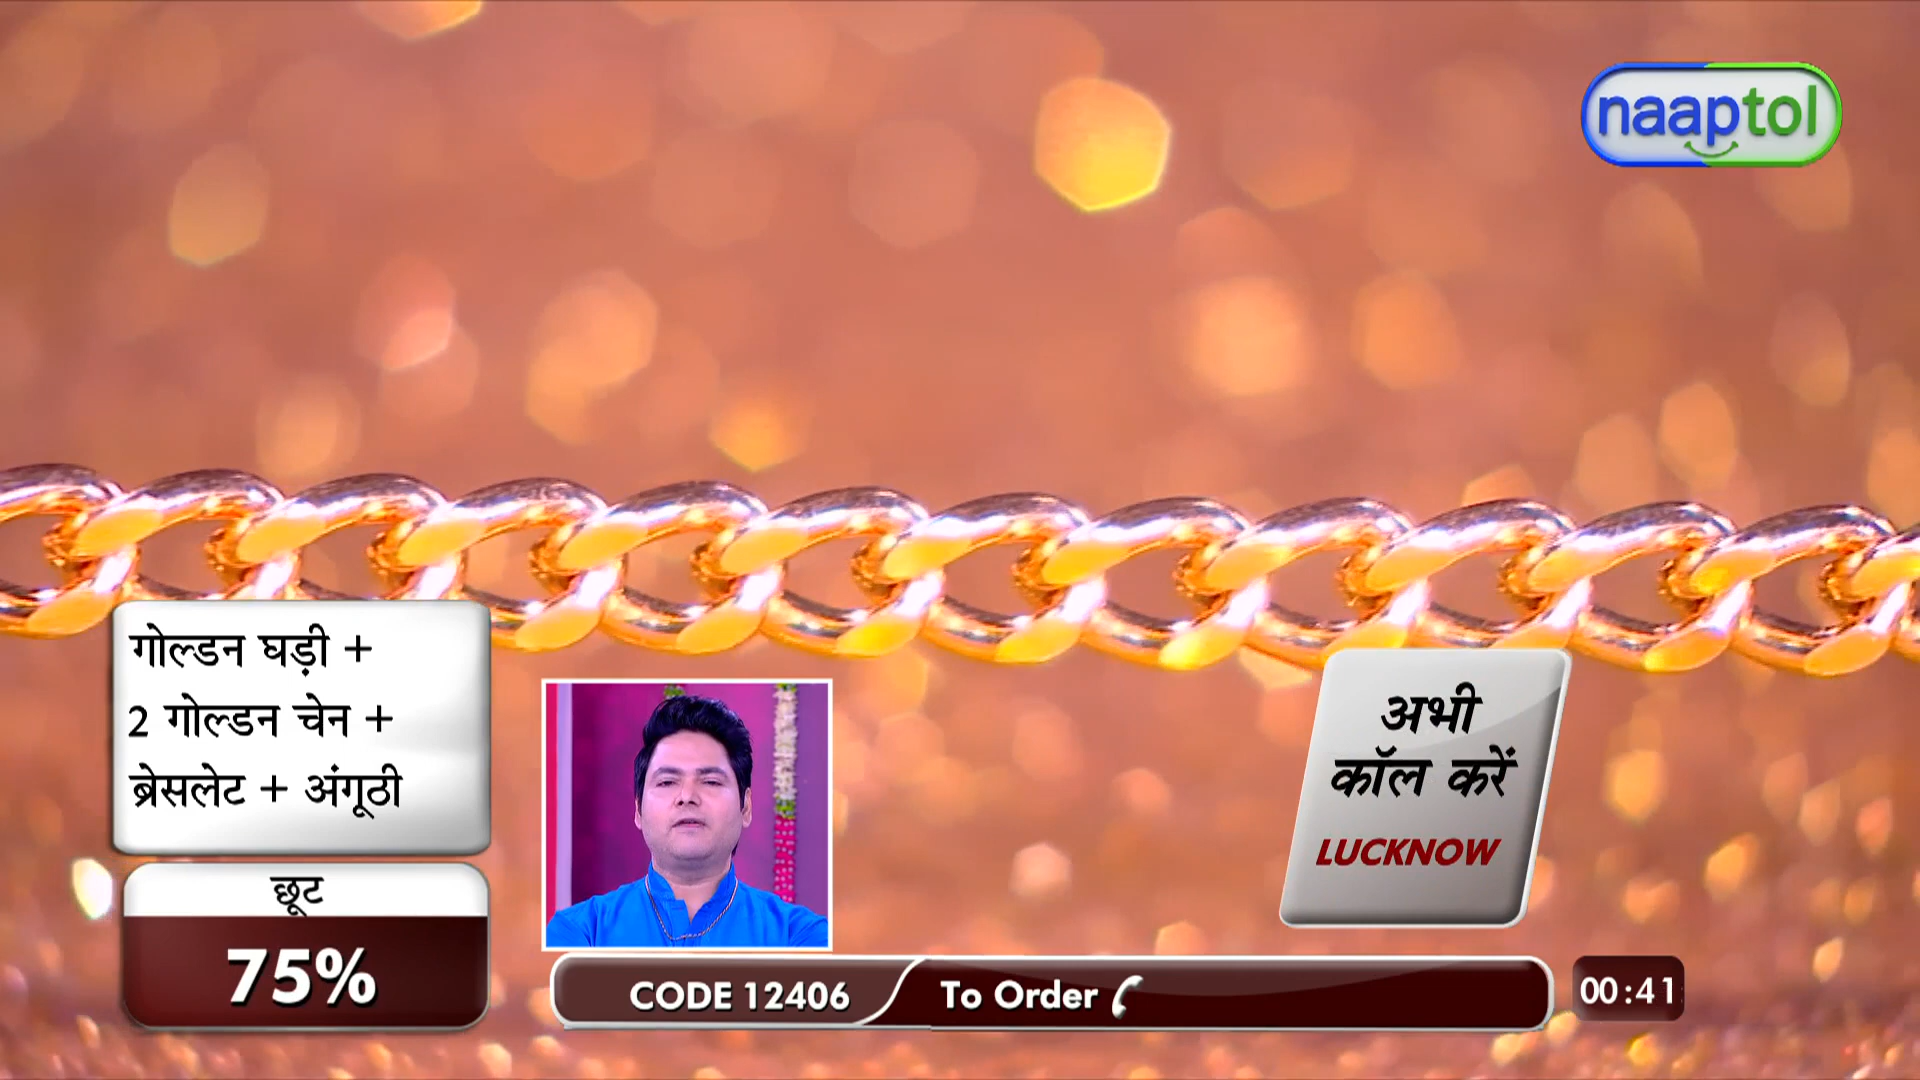 naaptol
गोल्डन घड़ी +
2 गोल्डन चेन +
ब्रेसलेट + अंगूठी
छूट
75%
अभी
कॉल करें
LUCKNOW
CODE 12406
To Order
00:41